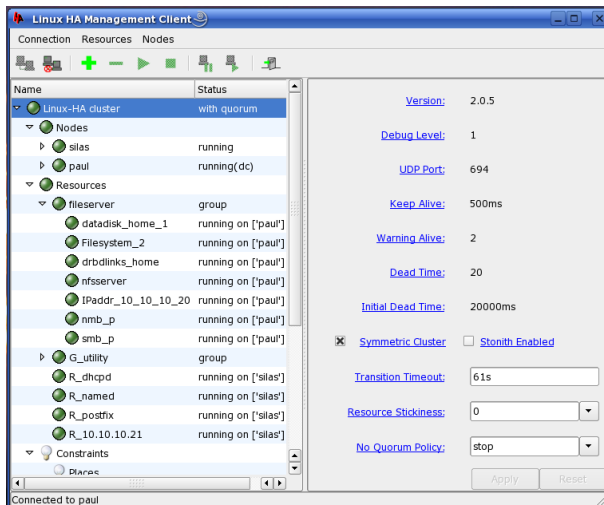 Linux HA Management Client
Connection Resources Nodes
Name Status
Linux-HA cluster with quorum
Nodes
silas running
paul running(dc)
Resources
fileserver group
datadisk_home_1 running on ['paul']
Filesystem_2 running on ['paul']
drbdlinks_home running on ['paul']
nfsserver running on ['paul']
IPaddr_10_10_10_20 running on ['paul']
nmb_p running on ['paul']
smb_p running on ['paul']
G_utility group
R_dhcpd running on ['silas']
R_named running on ['silas']
R_postfix running on ['silas']
R_10.10.10.21 running on ['silas']
Constraints
Places
Version: 2.0.5
Debug Level: 1
UDP Port: 694
Keep Alive: 500ms
Warning Alive: 2
Dead Time: 20
Initial Dead Time: 20000ms
Symmetric Cluster Stonith Enabled
Transition Timeout: 61s
Resource Stickiness: 0
No Quorum Policy: stop
Apply Reset
Connected to paul